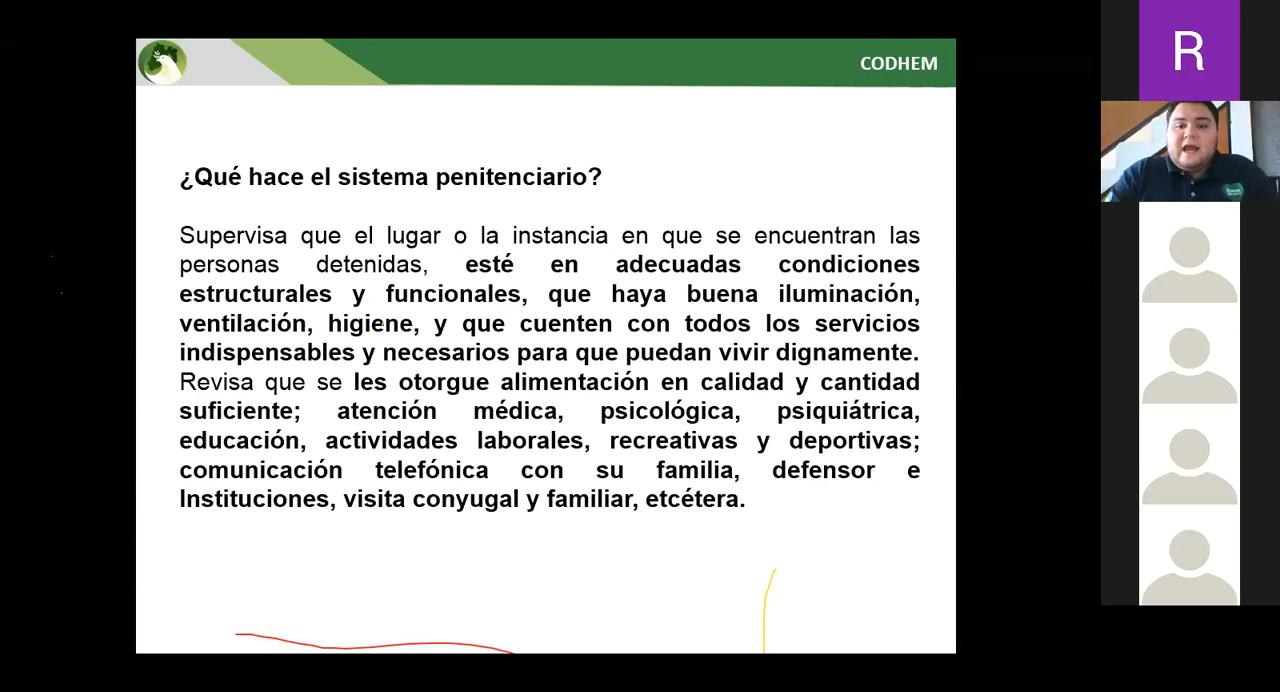 CODHEM
R
¿Qué hace el sistema penitenciario?
Supervisa que el lugar o la instancia en que se encuentran las
personas detenidas, esté en adecuadas condiciones
estructurales y funcionales, que haya buena iluminación,
ventilación, higiene, y que cuenten con todos los servicios
indispensables y necesarios para que puedan vivir dignamente.
Revisa que se les otorgue alimentación en calidad y cantidad
suficiente; atención médica, psicológica, psiquiátrica,
educación, actividades laborales, recreativas y deportivas;
comunicación telefónica con su familia, defensor e
Instituciones, visita conyugal y familiar, etcétera.